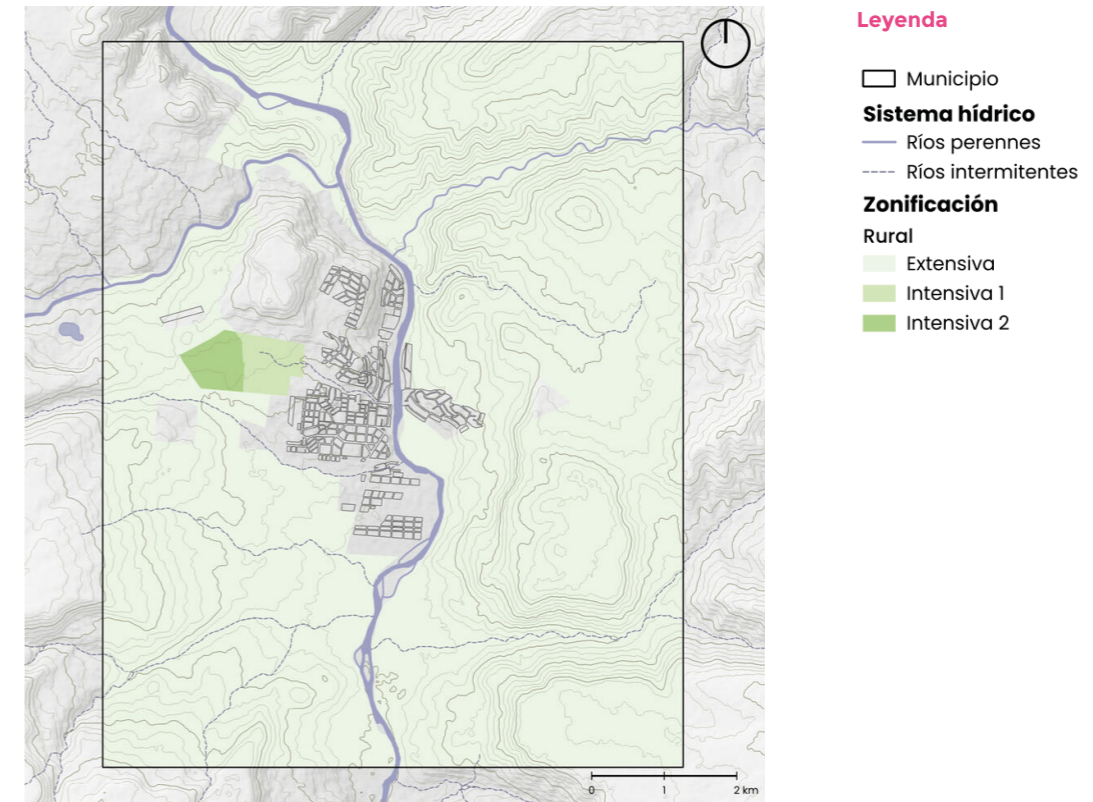 Leyenda
Municipio
Sistema hídrico
Ríos perennes
Ríos intermitentes
Zonificación
Rural
Extensiva
Intensiva 1
Intensiva 2
0 1 2 km